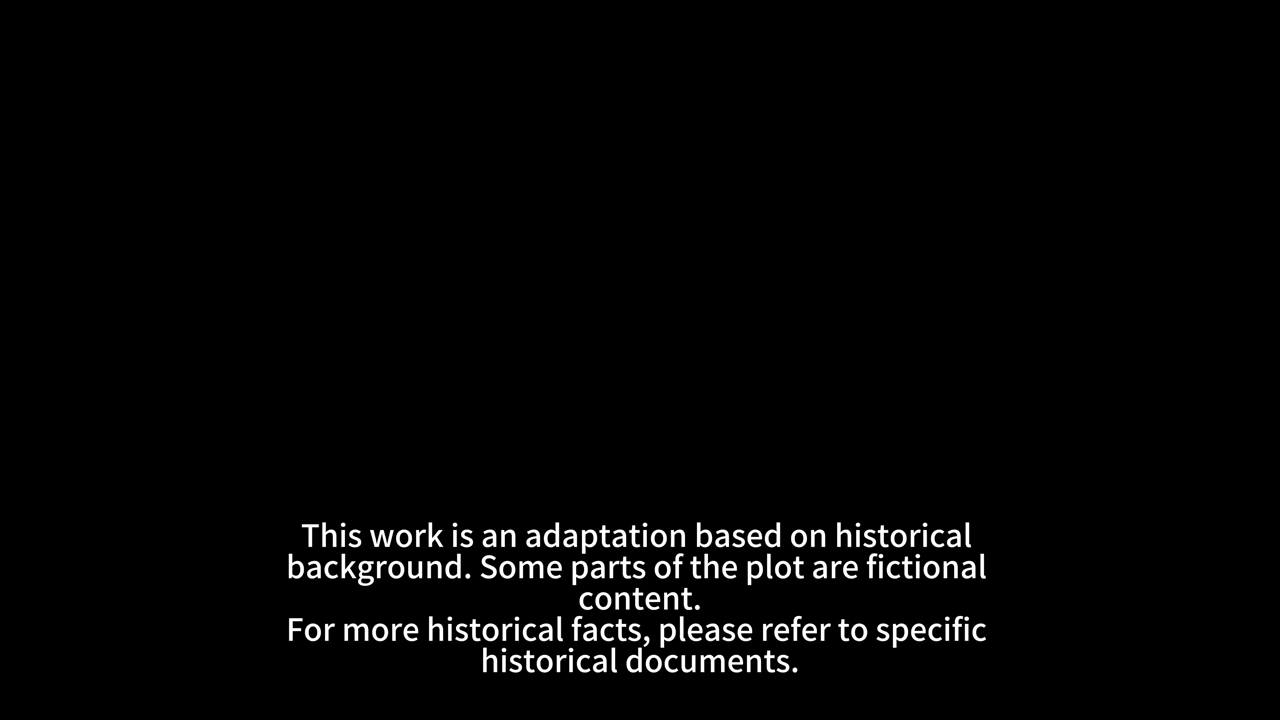 This work is an adaptation based on historical
background. Some parts of the plot are fictional
content.
For more historical facts, please refer to specific
historical documents.